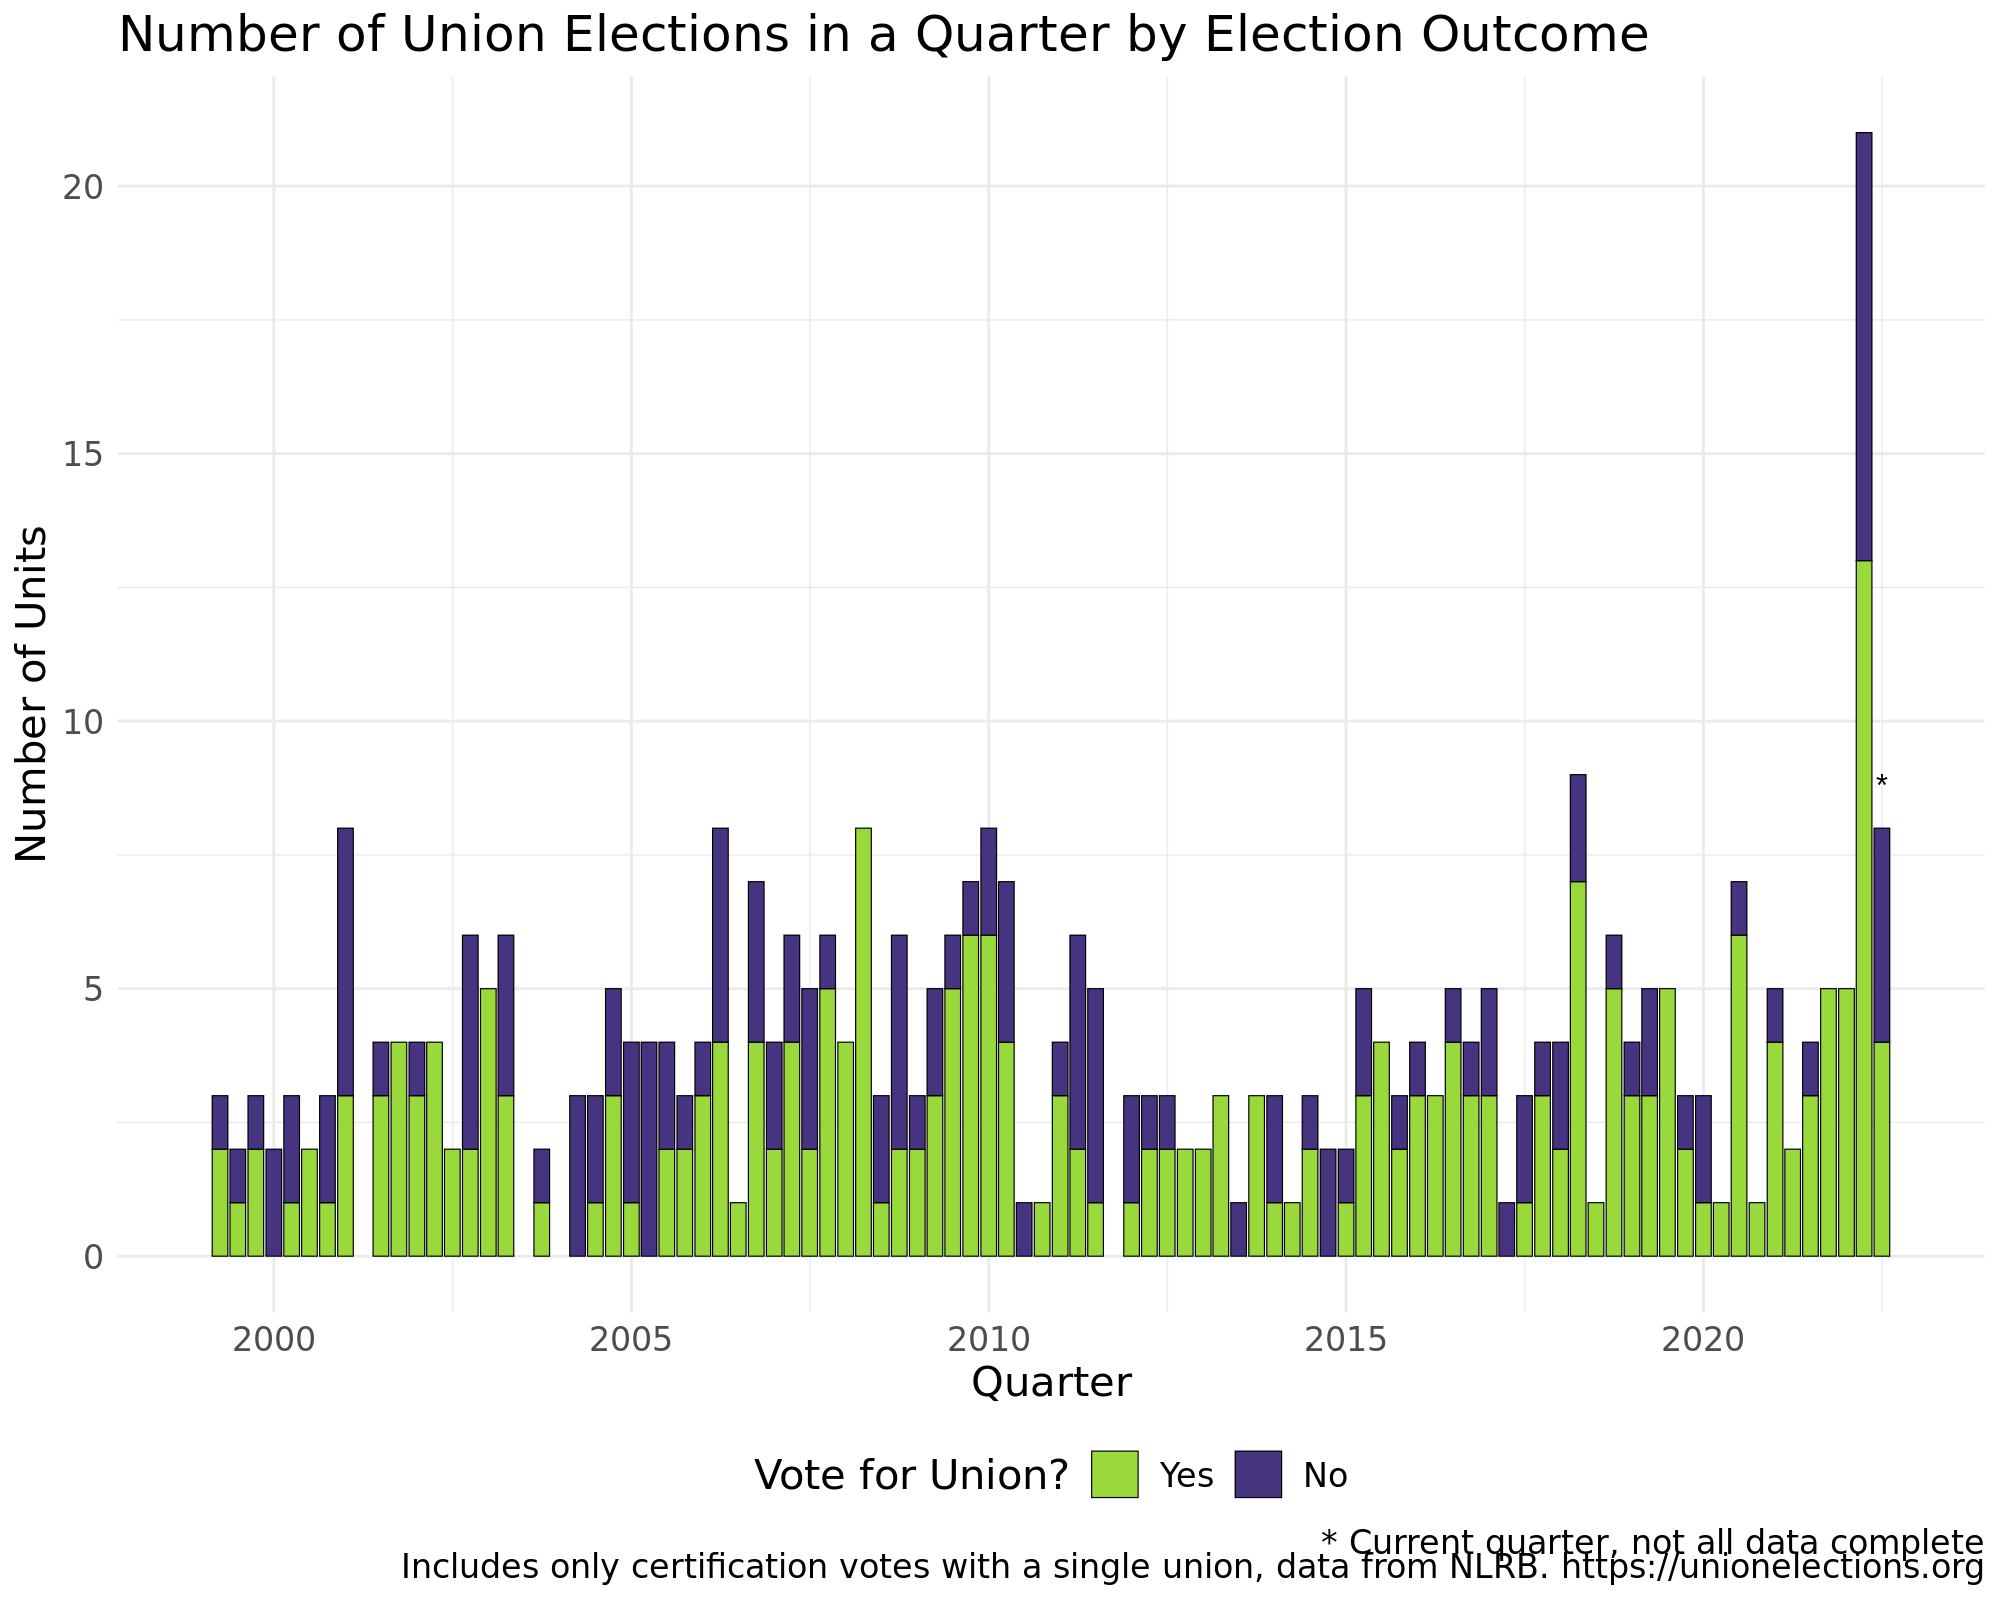 Number of Union Elections in a Quarter by Election Outcome
Number of Units
20
15
10
5
0
*
2000 2005 2010 2015 2020
Quarter
Vote for Union? Yes No
* Current quarter, not all data complete
Includes only certification votes with a single union, data from NLRB. https://unionelections.org